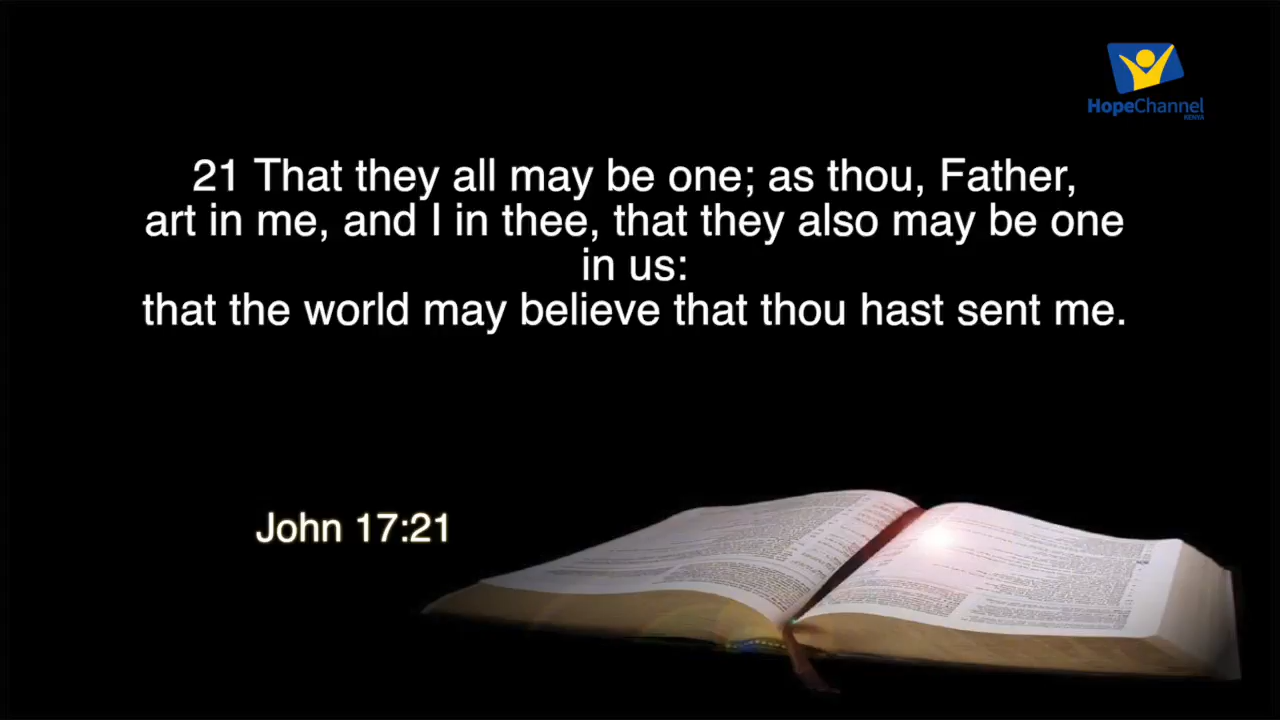 HopeChannel
KENYA
21 That they all may be one; as thou, Father,
art in me, and I in thee, that they also may be one
in us:
that the world may believe that thou hast sent me.
John 17:21